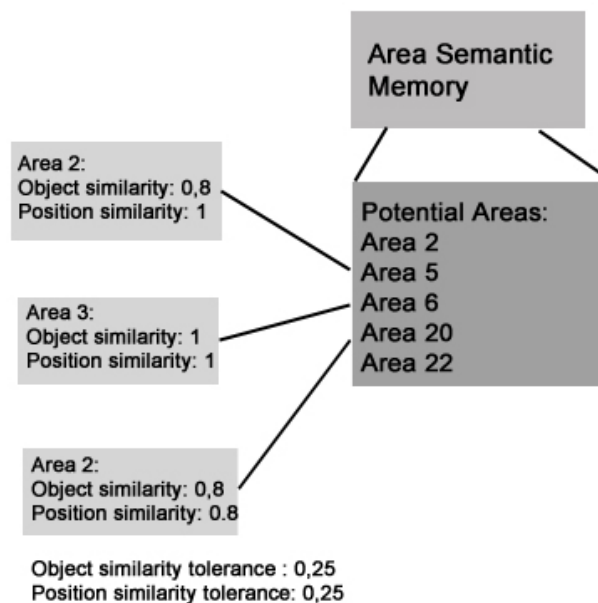 Area Semantic
Memory
Area 2:
Object similarity: 0,8
Position similarity: 1
Potential Areas:
Area 2
Area 5
Area 6
Area 20
Area 22
Area 3:
Object similarity: 1
Position similarity: 1
Area 2:
Object similarity: 0,8
Position similarity: 0.8
Object similarity tolerance : 0,25
Position similarity tolerance: 0,25